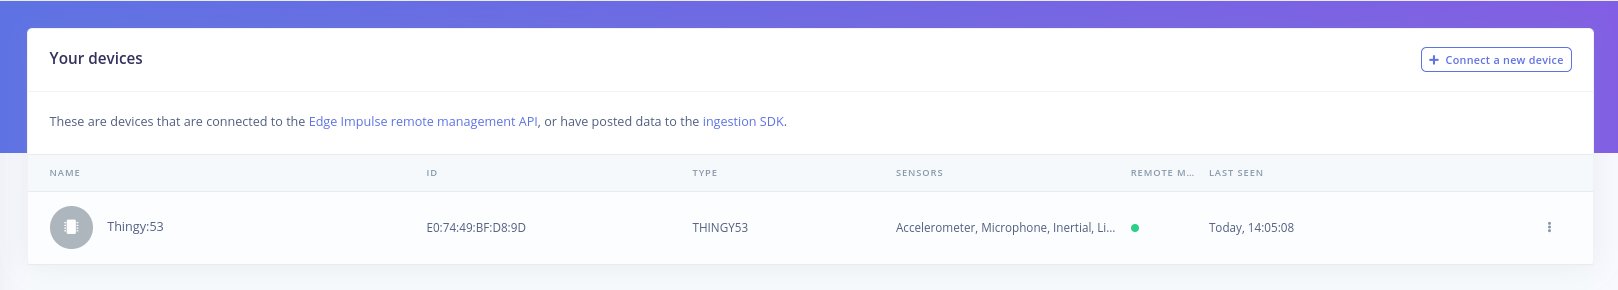 Your devices
+ Connect a new device
These are devices that are connected to the Edge Impulse remote management API, or have posted data to the ingestion SDK.
NAME ID TYPE SENSORS REMOTE M... LAST SEEN
Thingy:53 E0:74:49:BF:D8:9D THINGY53 Accelerometer, Microphone, Inertial, Li... Today, 14:05:08